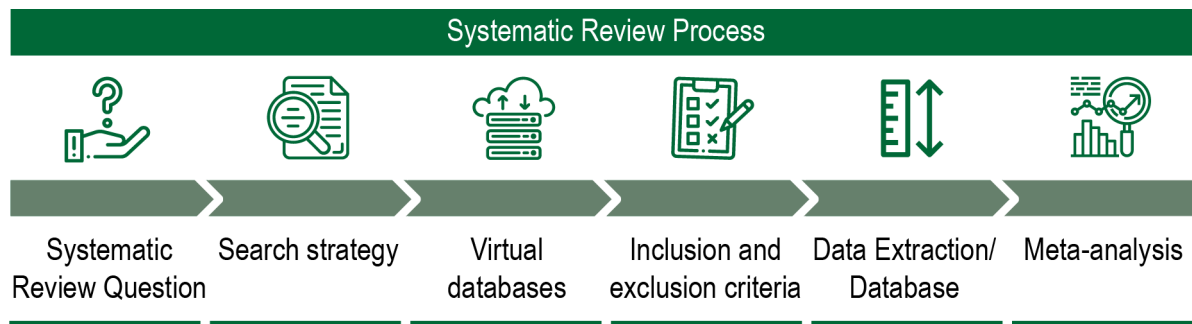 Systematic Review Process
Systematic
Review Question
Search strategy
Virtual
databases
Inclusion and
exclusion criteria
Data Extraction/
Database
Meta-analysis